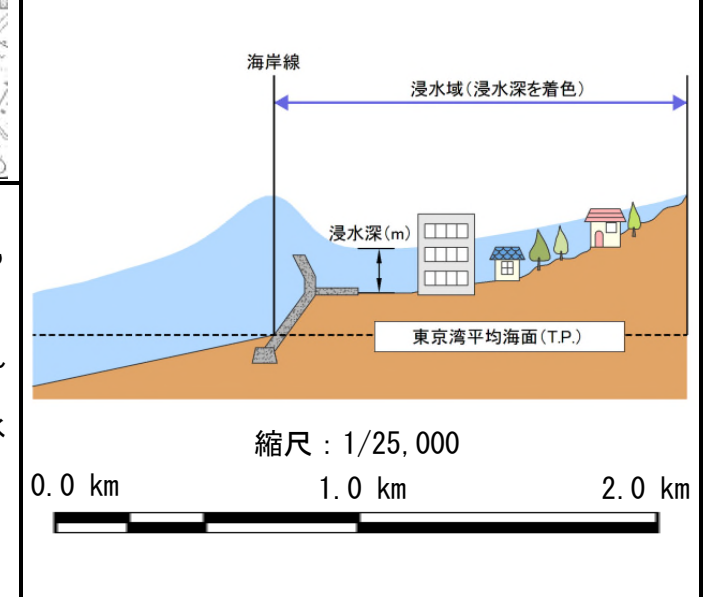 海岸線
浸水域(浸水深を着色)
浸水深(m)
東京湾平均海面(T.P.)
縮尺：1/25,000
0.0 km 1.0 km 2.0 km